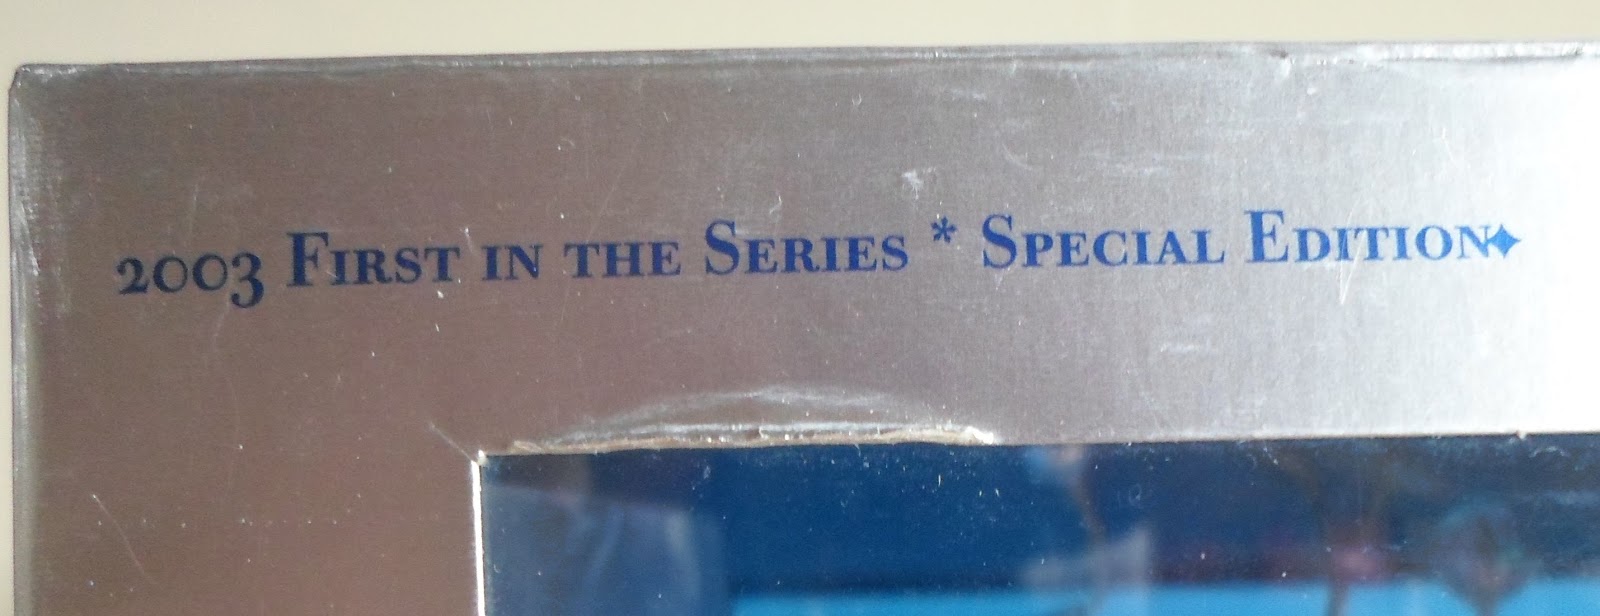 2003 First in the Series * Special Edition✦